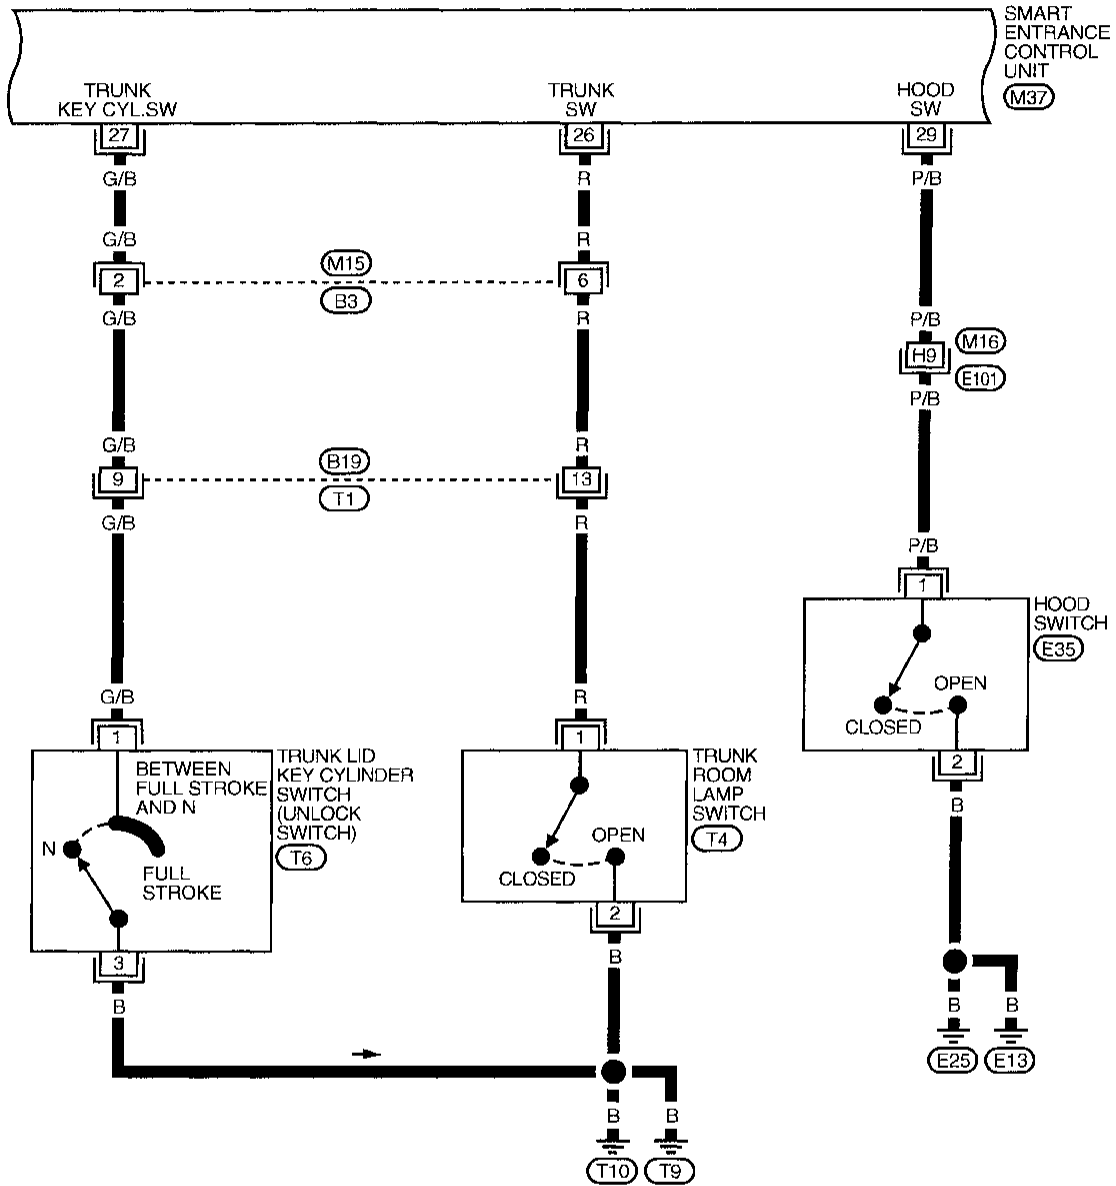 SMART
ENTRANCE
CONTROL
UNIT
M37
TRUNK
KEY CYL.SW
TRUNK
SW
HOOD
SW
27
26
29
G/B
R
P/B
G/B
R
M15
2
6
B3
G/B
R
P/B
M16
H9
E101
P/B
G/B
R
B19
9
13
T1
G/B
R
P/B
1
HOOD
SWITCH
E35
OPEN
CLOSED
2
B
G/B
R
1
1
TRUNK LID
KEY CYLINDER
SWITCH
(UNLOCK
SWITCH)
T6
BETWEEN
FULL STROKE
AND N
N
FULL
STROKE
3
B
TRUNK
ROOM
LAMP
SWITCH
T4
OPEN
CLOSED
2
B
B
B
E25
E13
B
B
T10
T9